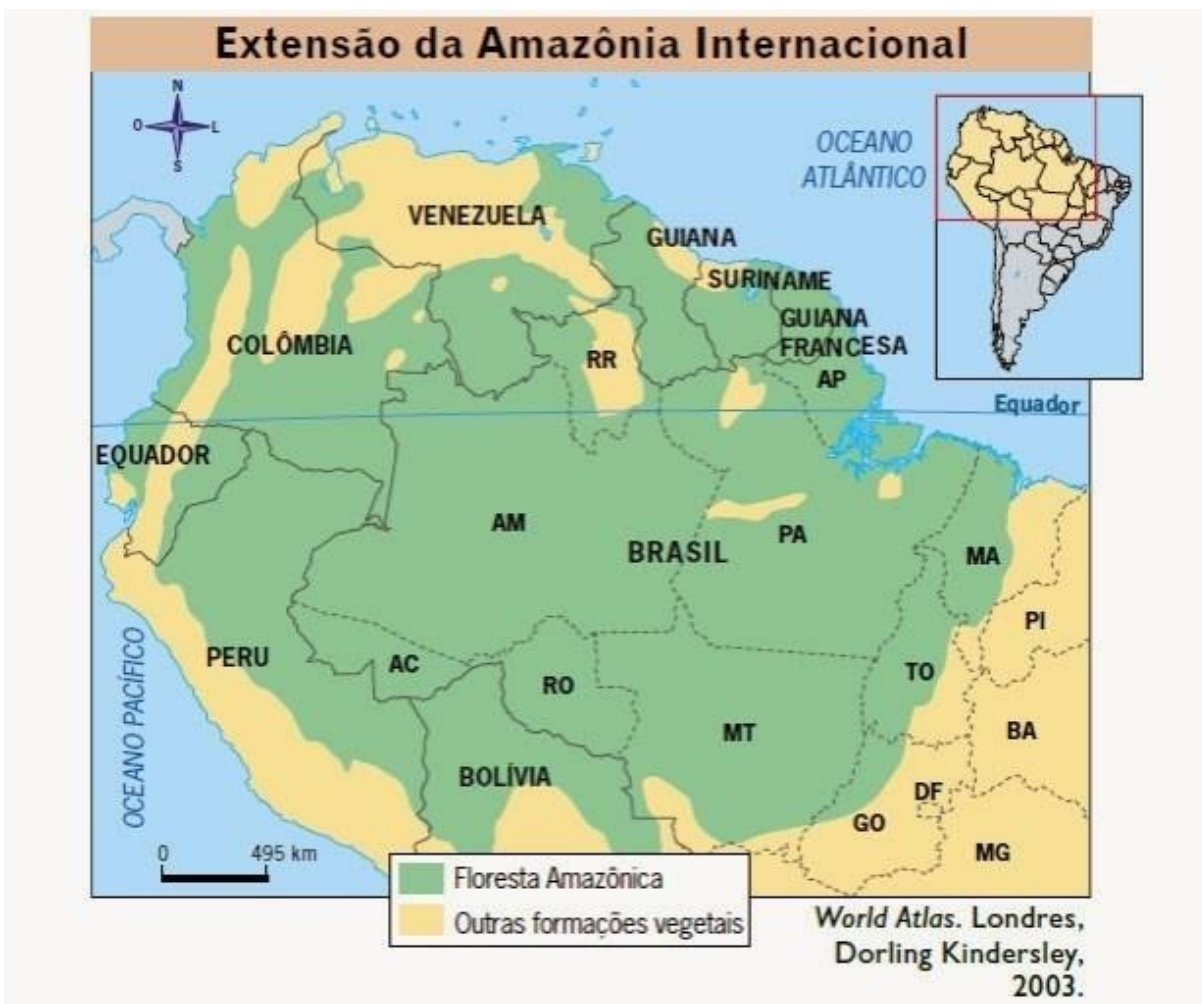 Extensão da Amazônia Internacional
N
O
L
S
OCEANO
ATLÂNTICO
VENEZUELA
GUIANA
SURINAME
GUIANA
FRANCESA
COLÔMBIA
RR
AP
Equador
EQUADOR
AM
BRASIL
PA
MA
PI
OCEANO PACÍFICO
PERU
AC
RO
TO
MT
BA
BOLÍVIA
DF
GO
MG
0 495 km
Floresta Amazônica
Outras formações vegetais
World Atlas. Londres,
Dorling Kindersley,
2003.